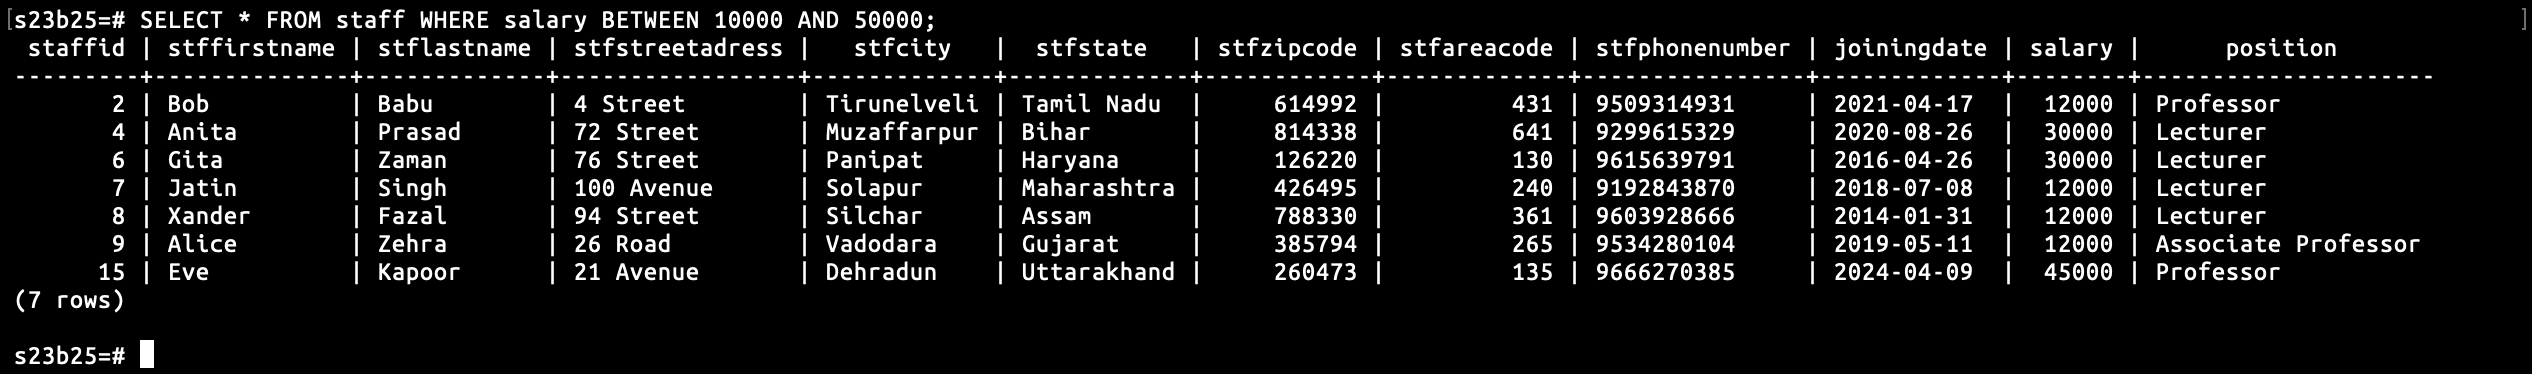 [s23b25=# SELECT * FROM staff WHERE salary BETWEEN 10000 AND 50000; ]
 staffid | stffirstname | stflastname | stfstreetadress |   stfcity   |  stfstate   | stfzipcode | stfareacode | stfphonenumber | joiningdate | salary |      position
---------+--------------+-------------+-----------------+-------------+-------------+------------+-------------+----------------+-------------+--------+---------------------
       2 | Bob          | Babu        | 4 Street        | Tirunelveli | Tamil Nadu  |     614992 |         431 | 9509314931     | 2021-04-17  |  12000 | Professor
       4 | Anita        | Prasad      | 72 Street       | Muzaffarpur | Bihar       |     814338 |         641 | 9299615329     | 2020-08-26  |  30000 | Lecturer
       6 | Gita         | Zaman       | 76 Street       | Panipat     | Haryana     |     126220 |         130 | 9615639791     | 2016-04-26  |  30000 | Lecturer
       7 | Jatin        | Singh       | 100 Avenue      | Solapur     | Maharashtra |     426495 |         240 | 9192843870     | 2018-07-08  |  12000 | Lecturer
       8 | Xander       | Fazal       | 94 Street       | Silchar     | Assam       |     788330 |         361 | 9603928666     | 2014-01-31  |  12000 | Lecturer
       9 | Alice        | Zehra       | 26 Road         | Vadodara    | Gujarat     |     385794 |         265 | 9534280104     | 2019-05-11  |  12000 | Associate Professor
      15 | Eve          | Kapoor      | 21 Avenue       | Dehradun    | Uttarakhand |     260473 |         135 | 9666270385     | 2024-04-09  |  45000 | Professor
(7 rows)
s23b25=#